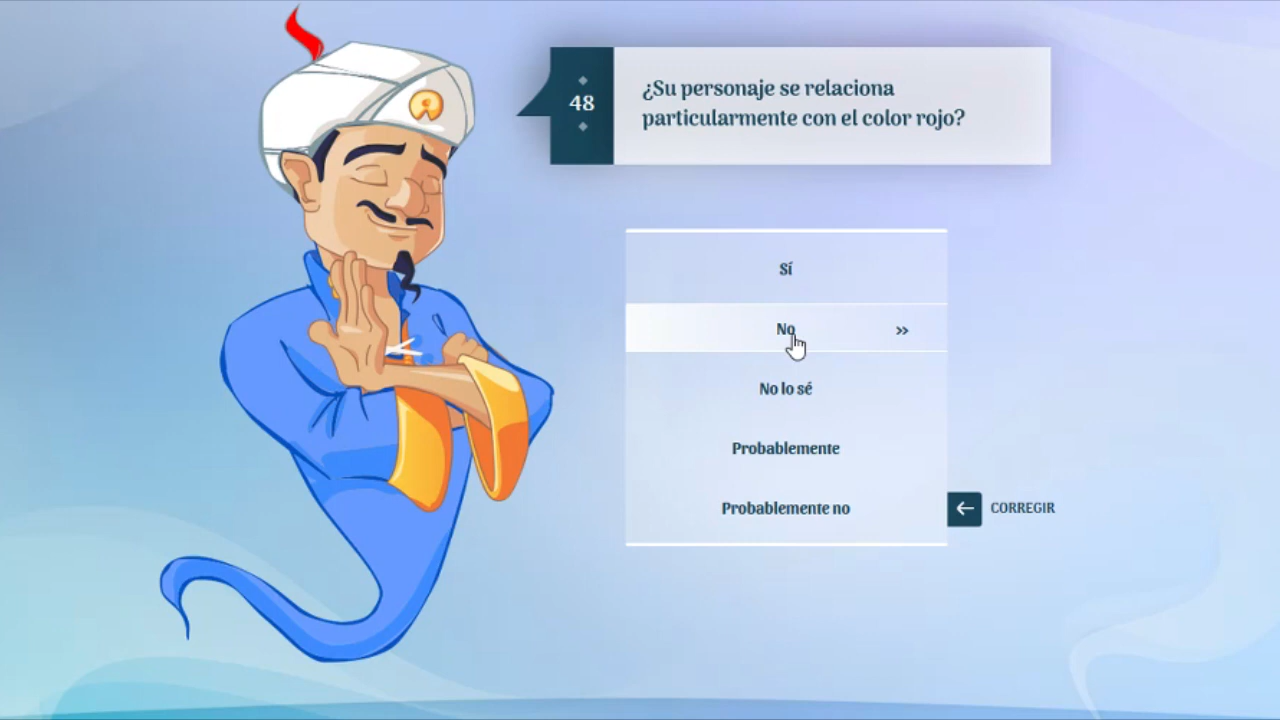 48
¿Su personaje se relaciona
particularmente con el color rojo?
Sí
No
No lo sé
Probablemente
Probablemente no
CORREGIR